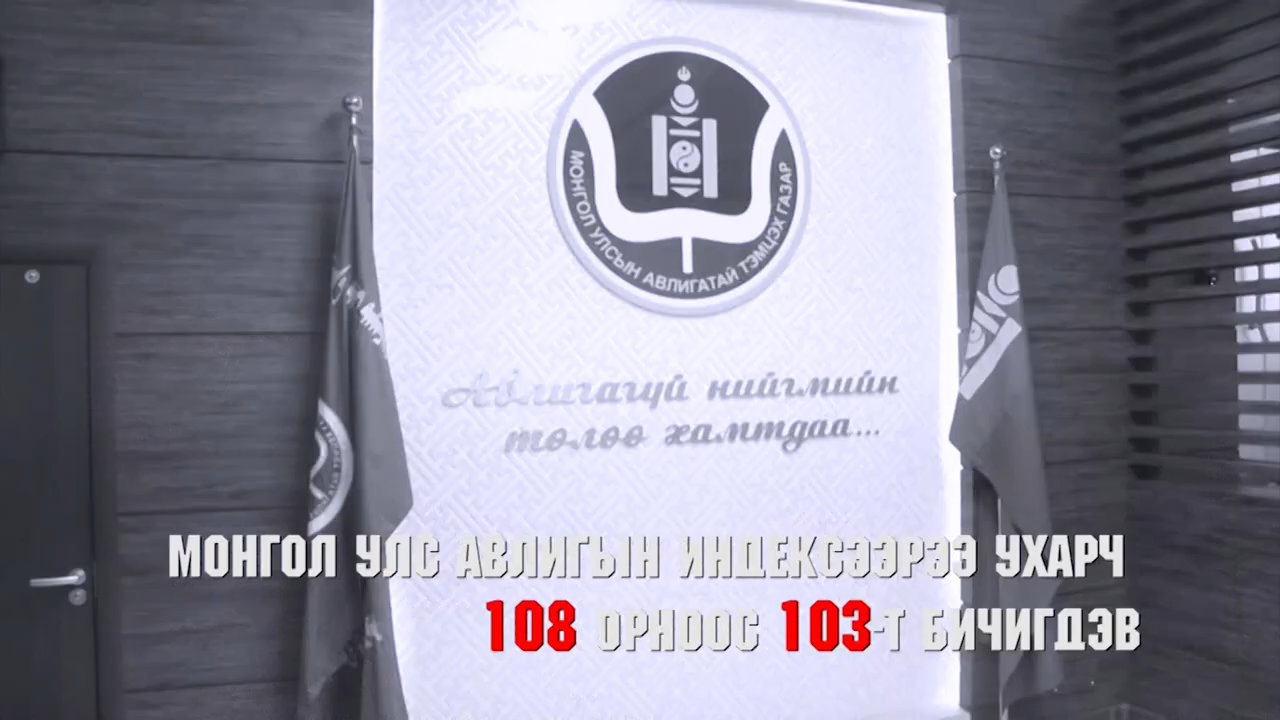 МОНГОЛ УЛСЫН АВЛИГАТАЙ ТЭМЦЭХ ГАЗАР
Авлигагүй нийгмийн
төлөө хамтдаа...
МОНГОЛ УЛС АВЛИГЫН ИНДЕКСЭЭРЭЭ УХАРЧ
108 ОРНООС 103-Т БИЧИГДЭВ